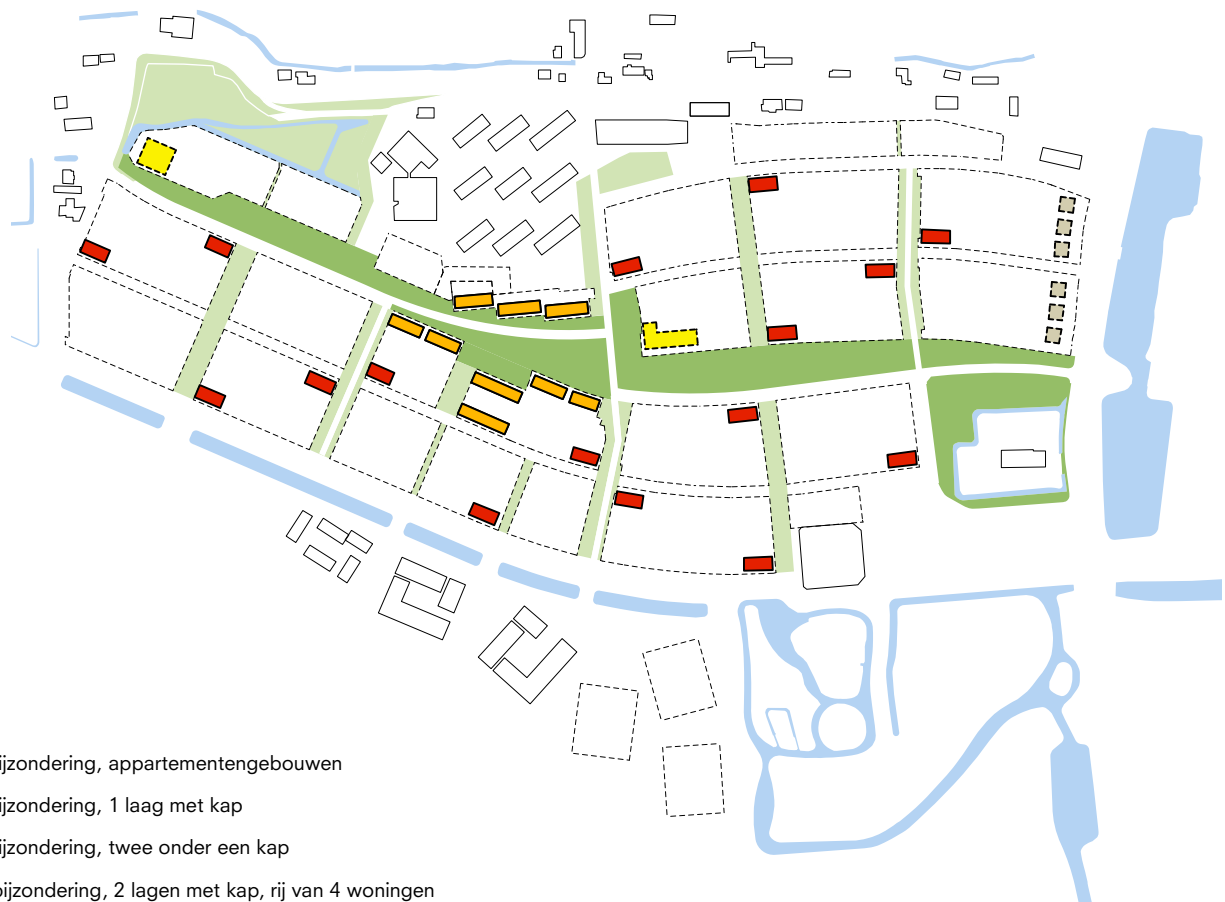 ijzondering, appartementengebouwen
ijzondering, 1 laag met kap
ijzondering, twee onder een kap
bijzondering, 2 lagen met kap, rij van 4 woningen